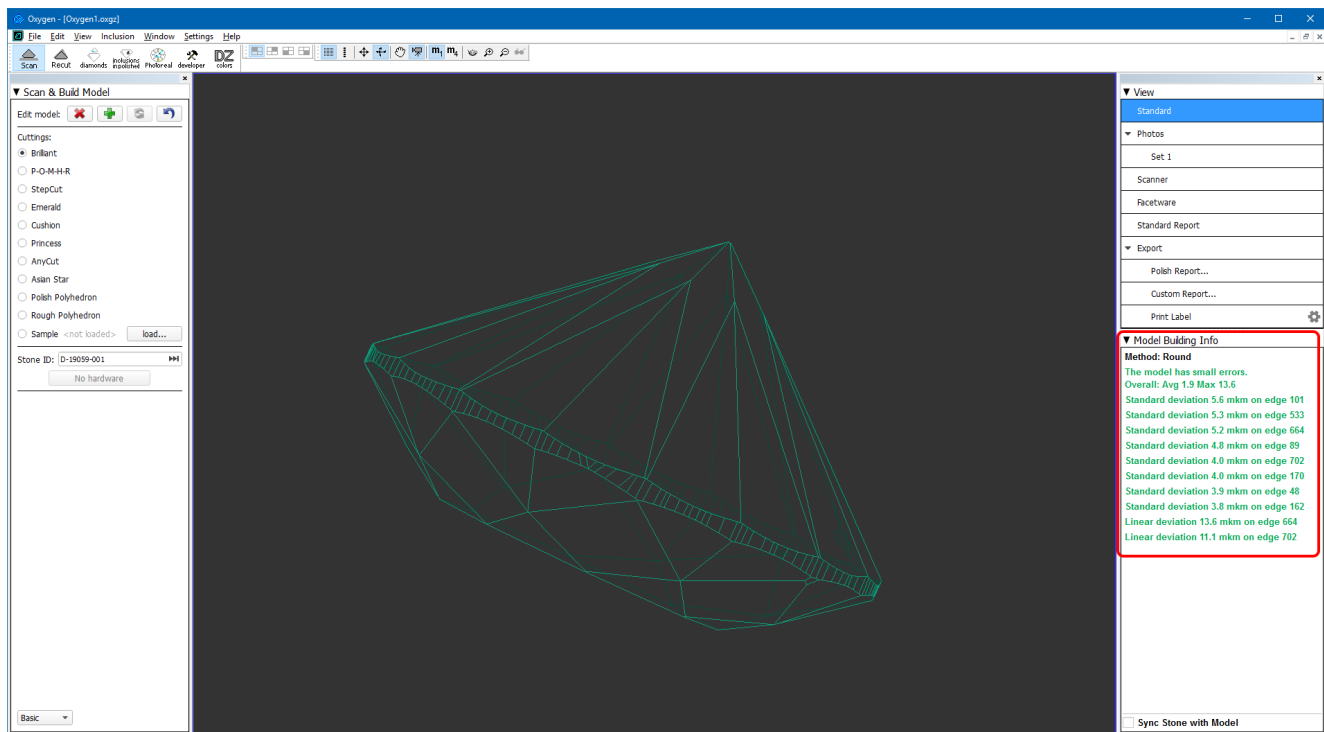 Oxygen - [Oxygen1.oxgz]
File Edit View Inclusion Window Settings Help
Scan Recut diamonds inclusions inpolished Photoreal developer DZ colors m1 m4
Scan & Build Model
Edit model:
Cuttings:
Brilliant
P-O-M-H-R
StepCut
Emerald
Cushion
Princess
AnyCut
Asian Star
Polish Polyhedron
Rough Polyhedron
Sample <not loaded> load...
Stone ID: D-19059-001
No hardware
Basic
View
Standard
Photos
Set 1
Scanner
Facetware
Standard Report
Export
Polish Report...
Custom Report...
Print Label
Model Building Info
Method: Round
The model has small errors.
Overall: Avg 1.9 Max 13.6
Standard deviation 5.6 mkm on edge 101
Standard deviation 5.3 mkm on edge 533
Standard deviation 5.2 mkm on edge 664
Standard deviation 4.8 mkm on edge 89
Standard deviation 4.0 mkm on edge 702
Standard deviation 4.0 mkm on edge 170
Standard deviation 3.9 mkm on edge 48
Standard deviation 3.8 mkm on edge 162
Linear deviation 13.6 mkm on edge 664
Linear deviation 11.1 mkm on edge 702
Sync Stone with Model